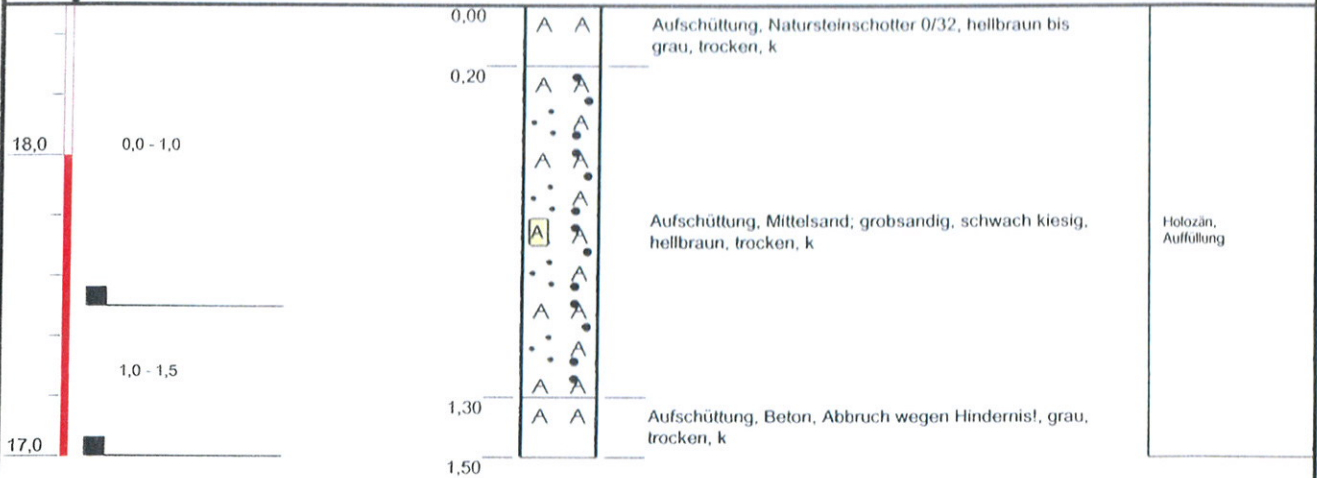 0,00
A A
Aufschüttung, Natursteinschotter 0/32, hellbraun bis
grau, trocken, k
0,20
A A
A
18,0
0,0 - 1,0
A A
A
Aufschüttung, Mittelsand; grobsandig, schwach kiesig,
hellbraun, trocken, k
A A
Holozän,
Auffüllung
A
A A
1,0 - 1,5
A
A A
1,30
A A
Aufschüttung, Beton, Abbruch wegen Hindernis!, grau,
trocken, k
17,0
1,50